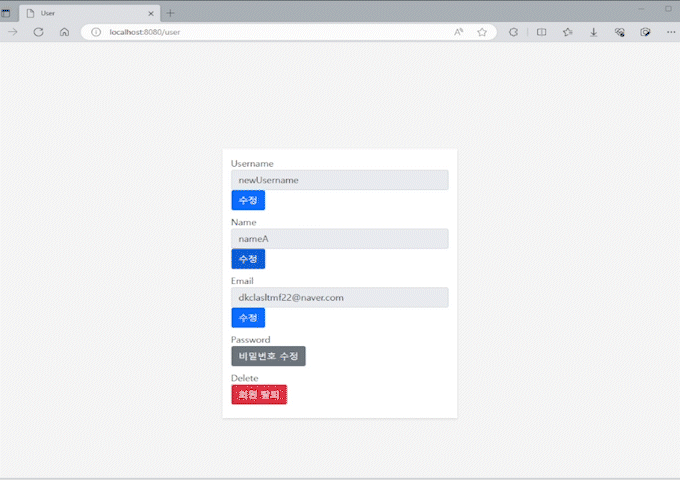 User
localhost:8080/user
Username
newUsername
수정
Name
nameA
수정
Email
dkclasltmf22@naver.com
수정
Password
비밀번호 수정
Delete
회원 탈퇴